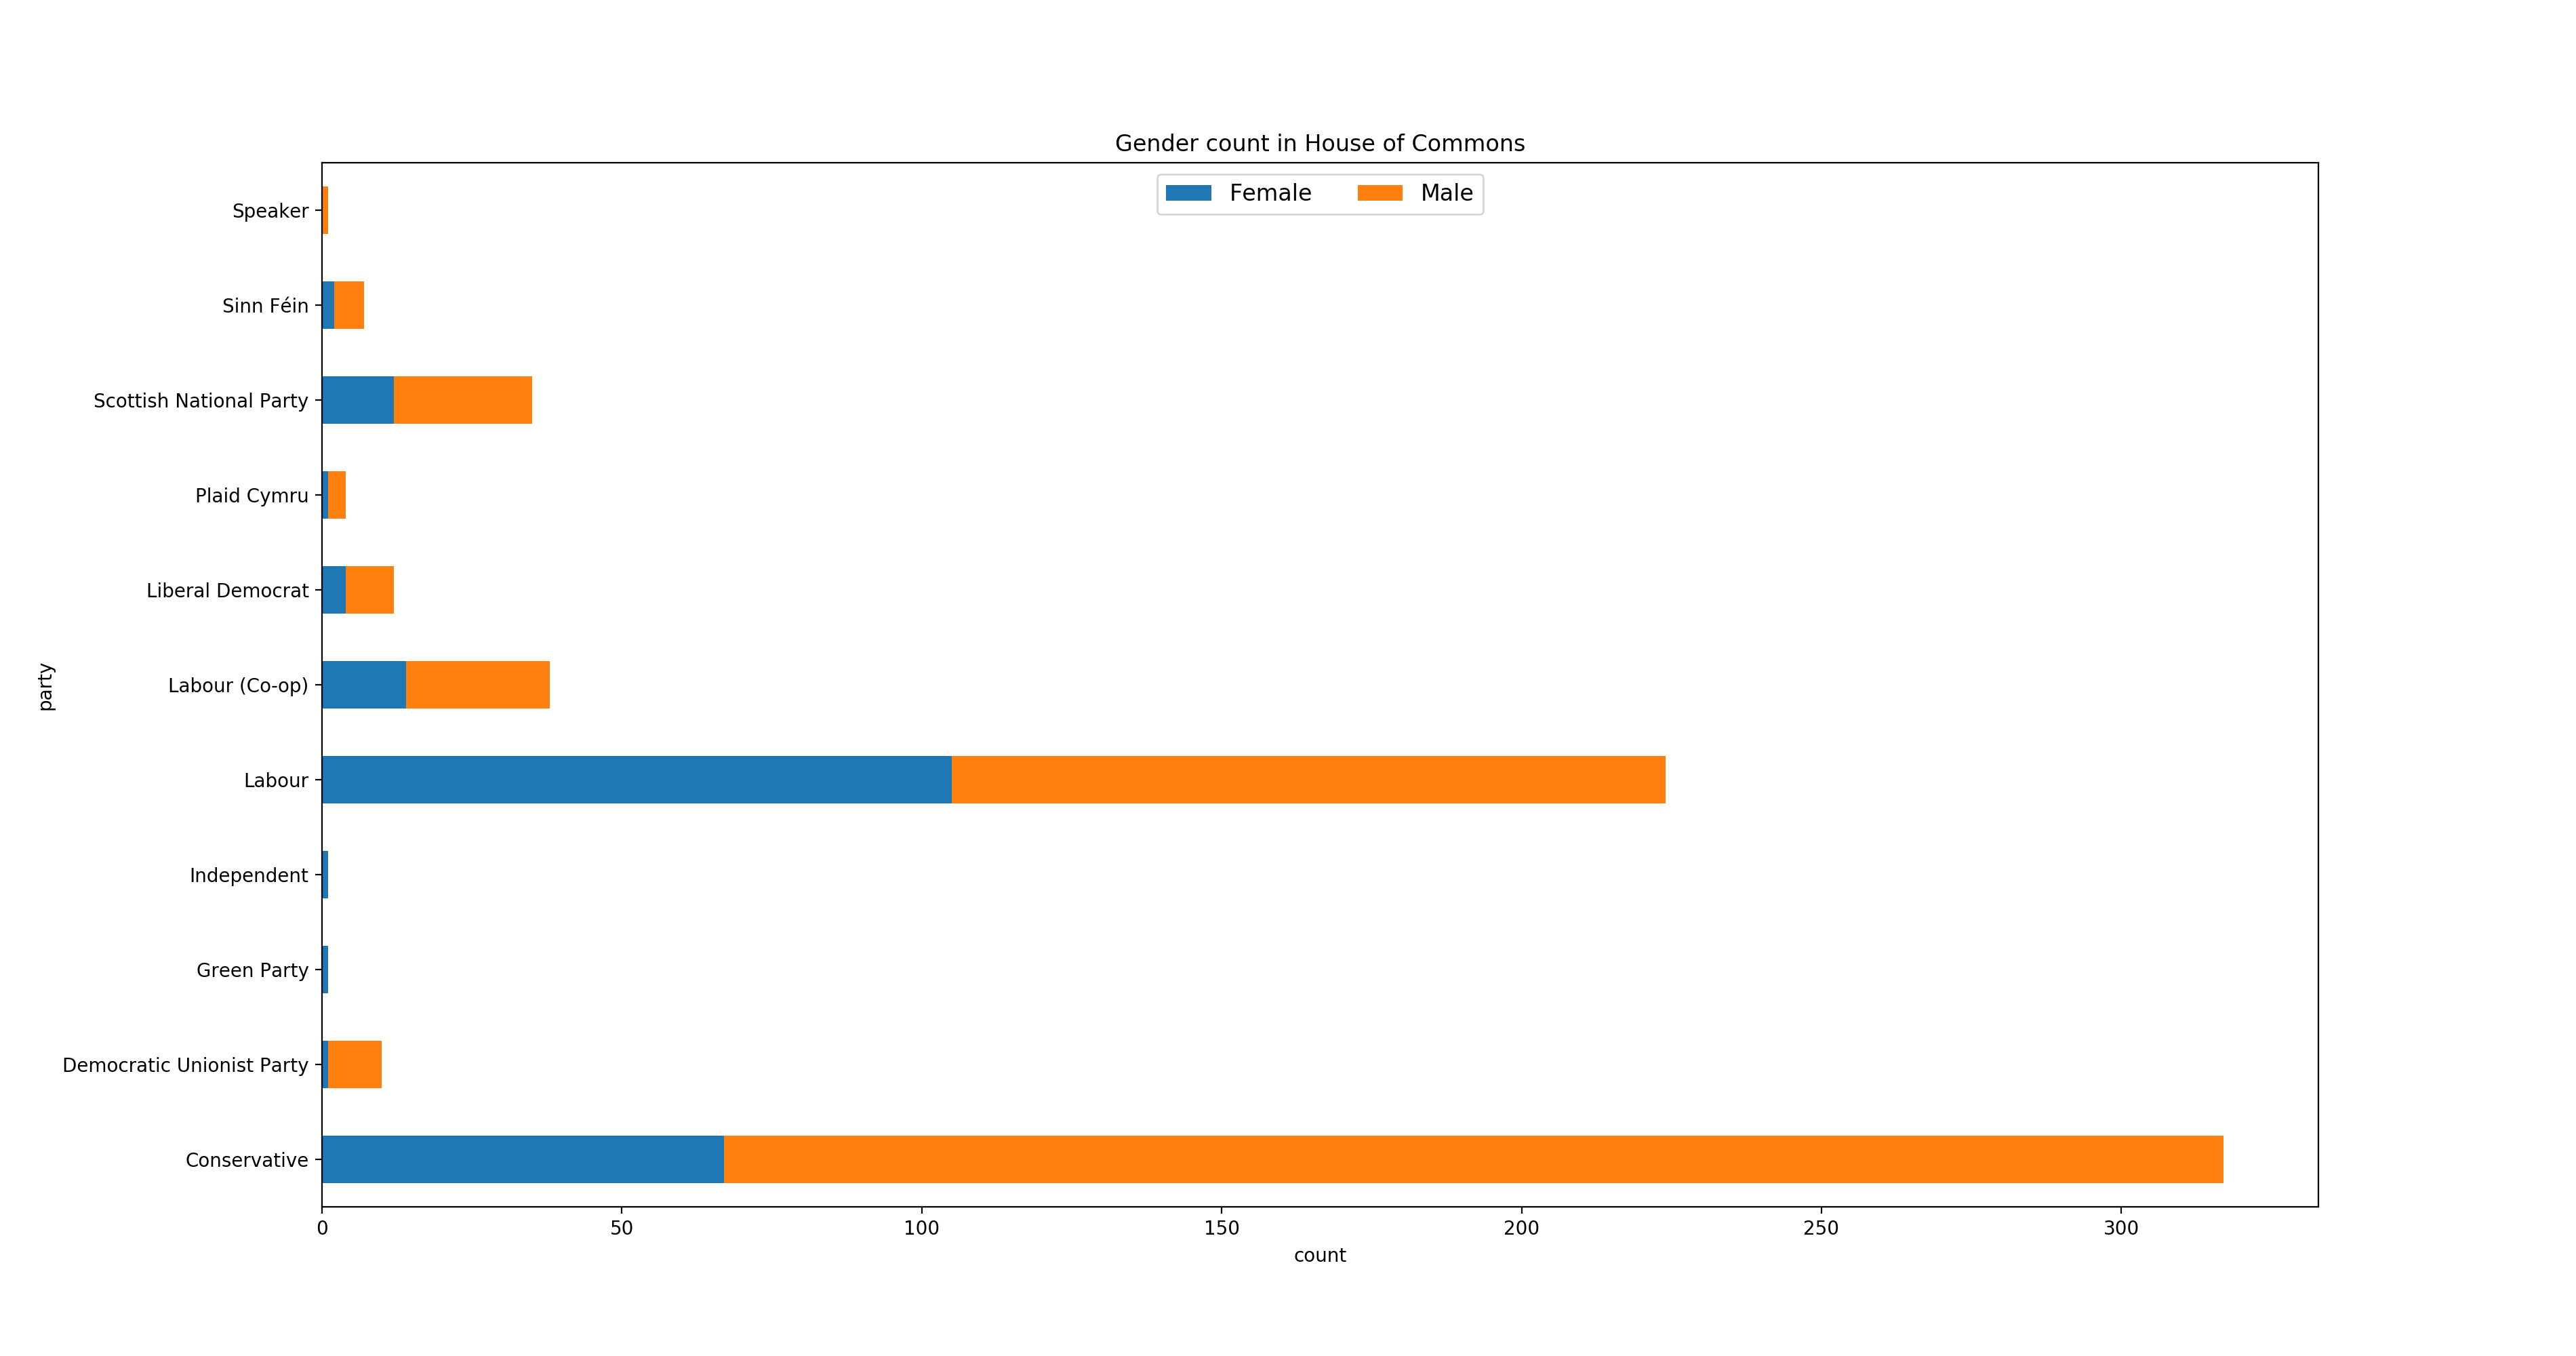 Gender count in House of Commons
Female Male
Speaker
Sinn Féin
Scottish National Party
Plaid Cymru
Liberal Democrat
Labour (Co-op)
party
Labour
Independent
Green Party
Democratic Unionist Party
Conservative
0 50 100 150 200 250 300
count